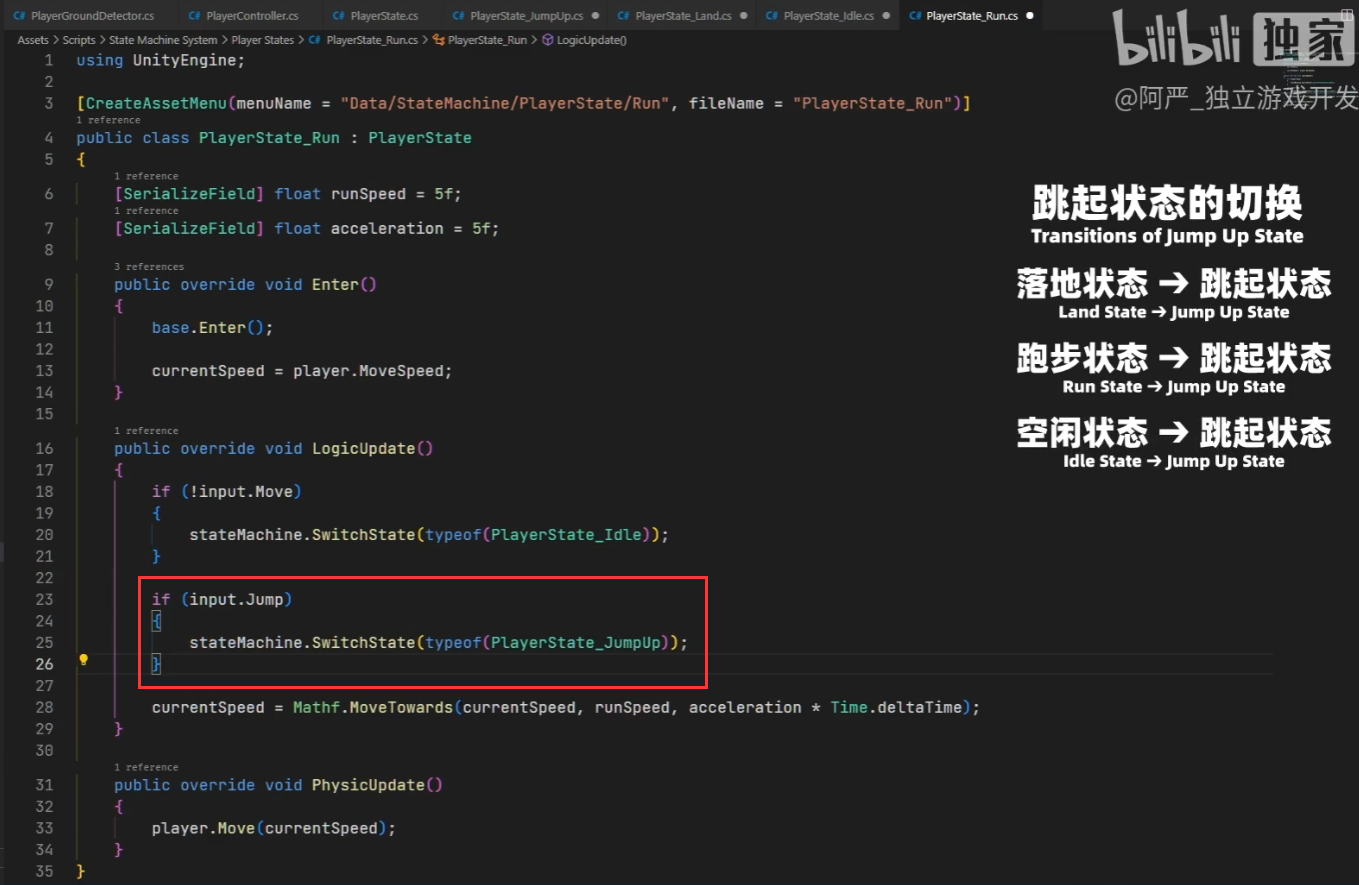 PlayerGroundDetector.cs PlayerController.cs PlayerState.cs PlayerState_JumpUp.cs PlayerState_Land.cs PlayerState_Idle.cs PlayerState_Run.cs
Assets > Scripts > State Machine System > Player States > PlayerState_Run.cs > PlayerState_Run > LogicUpdate()
bilibili 独家
@阿严_独立游戏开发
1 using UnityEngine;
2
3 [CreateAssetMenu(menuName = "Data/StateMachine/PlayerState/Run", fileName = "PlayerState_Run")]
1 reference
4 public class PlayerState_Run : PlayerState
5 {
1 reference
6 [SerializeField] float runSpeed = 5f;
1 reference
7 [SerializeField] float acceleration = 5f;
8
3 references
9 public override void Enter()
10 {
11 base.Enter();
12
13 currentSpeed = player.MoveSpeed;
14 }
15
1 reference
16 public override void LogicUpdate()
17 {
18 if (!input.Move)
19 {
20 stateMachine.SwitchState(typeof(PlayerState_Idle));
21 }
22
23 if (input.Jump)
24 {
25 stateMachine.SwitchState(typeof(PlayerState_JumpUp));
26 }
27
28 currentSpeed = Mathf.MoveTowards(currentSpeed, runSpeed, acceleration * Time.deltaTime);
29 }
30
1 reference
31 public override void PhysicUpdate()
32 {
33 player.Move(currentSpeed);
34 }
35 }
跳起状态的切换
Transitions of Jump Up State
落地状态 → 跳起状态
Land State → Jump Up State
跑步状态 → 跳起状态
Run State → Jump Up State
空闲状态 → 跳起状态
Idle State → Jump Up State